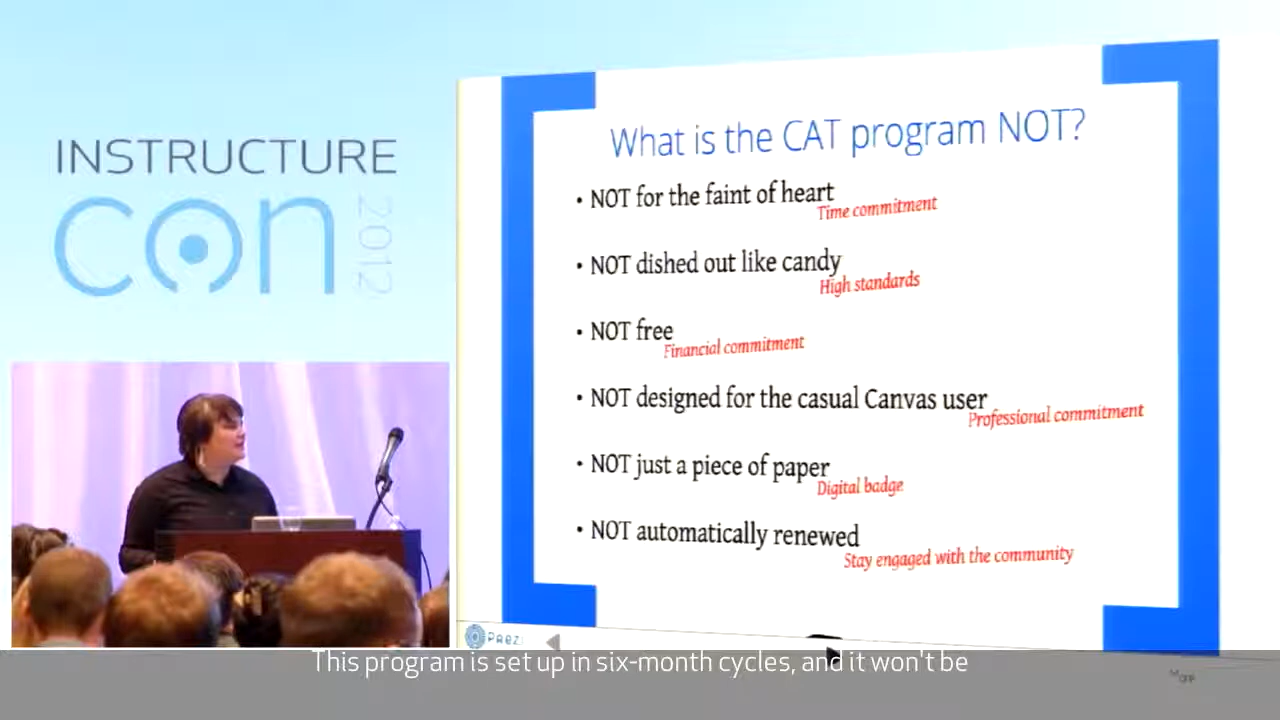 INSTRUCTURE
con
2012
What is the CAT program NOT?
• NOT for the faint of heart
Time commitment
• NOT dished out like candy
High standards
• NOT free
Financial commitment
• NOT designed for the casual Canvas user
Professional commitment
• NOT just a piece of paper
Digital badge
• NOT automatically renewed
Stay engaged with the community
PREZI
This program is set up in six-month cycles, and it won't be
More